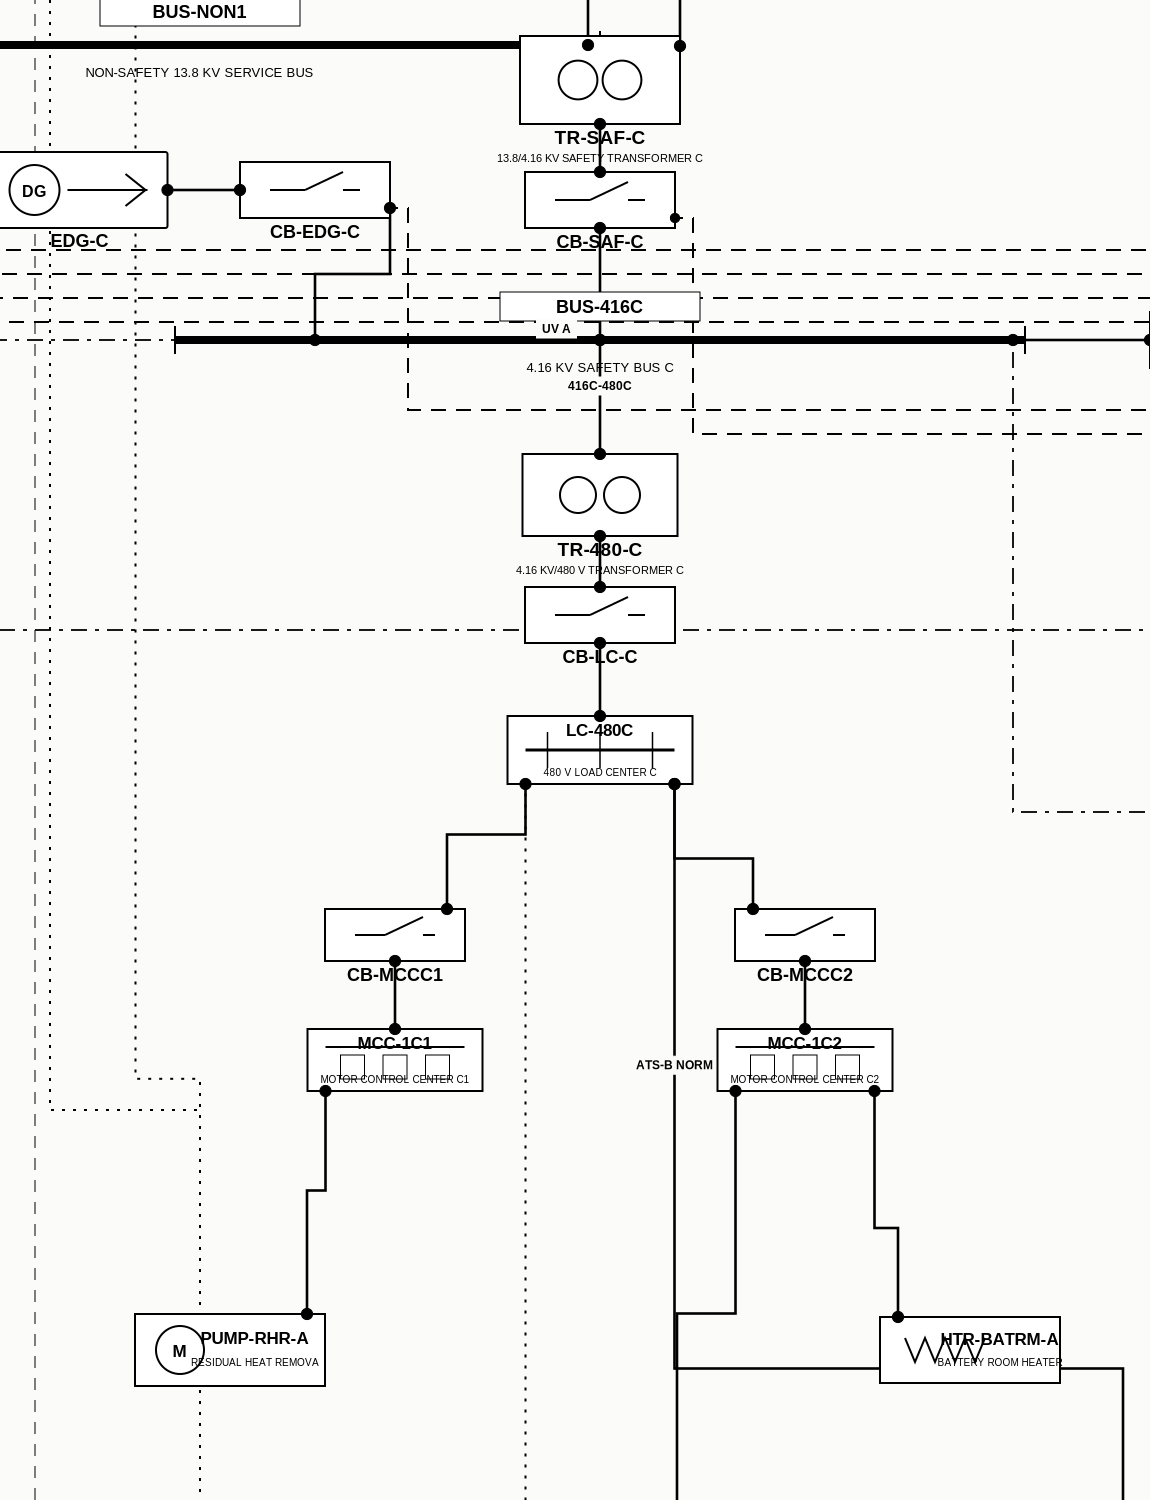 BUS-NON1
NON-SAFETY 13.8 KV SERVICE BUS
TR-SAF-C
13.8/4.16 KV SAFETY TRANSFORMER C
DG
EDG-C
CB-EDG-C
CB-SAF-C
BUS-416C
UV A
4.16 KV SAFETY BUS C
416C-480C
TR-480-C
4.16 KV/480 V TRANSFORMER C
CB-LC-C
LC-480C
480 V LOAD CENTER C
CB-MCCC1
CB-MCCC2
MCC-1C1
MOTOR CONTROL CENTER C1
ATS-B NORM
MCC-1C2
MOTOR CONTROL CENTER C2
M
PUMP-RHR-A
RESIDUAL HEAT REMOVA
HTR-BATRM-A
BATTERY ROOM HEATER